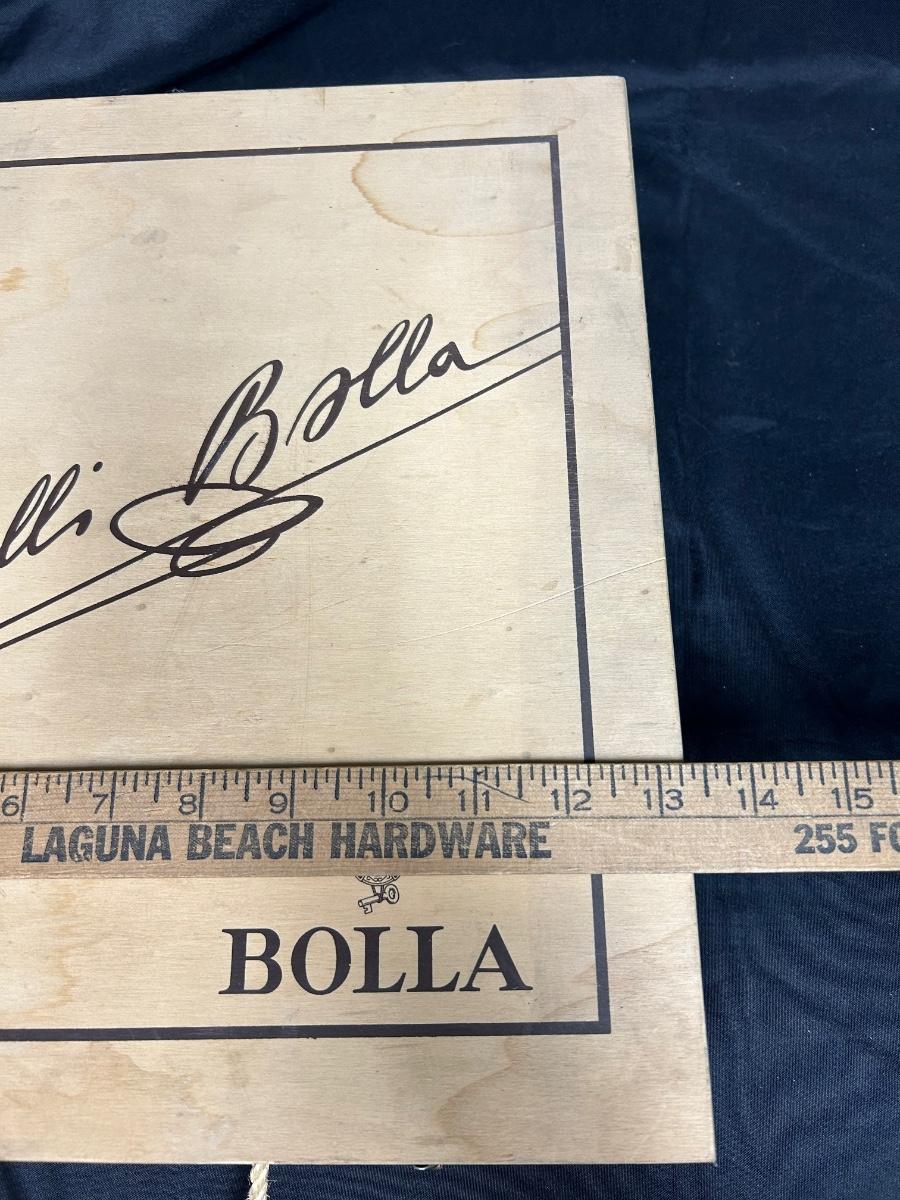 lli Bolla
6 7 8 9 10 11 12 13 14 15
LAGUNA BEACH HARDWARE 255 FO
BOLLA